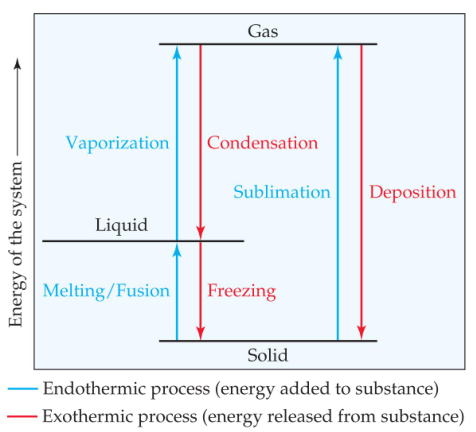 Gas
Vaporization
Condensation
Sublimation
Deposition
Energy of the system
Liquid
Melting/Fusion
Freezing
Solid
Endothermic process (energy added to substance)
Exothermic process (energy released from substance)